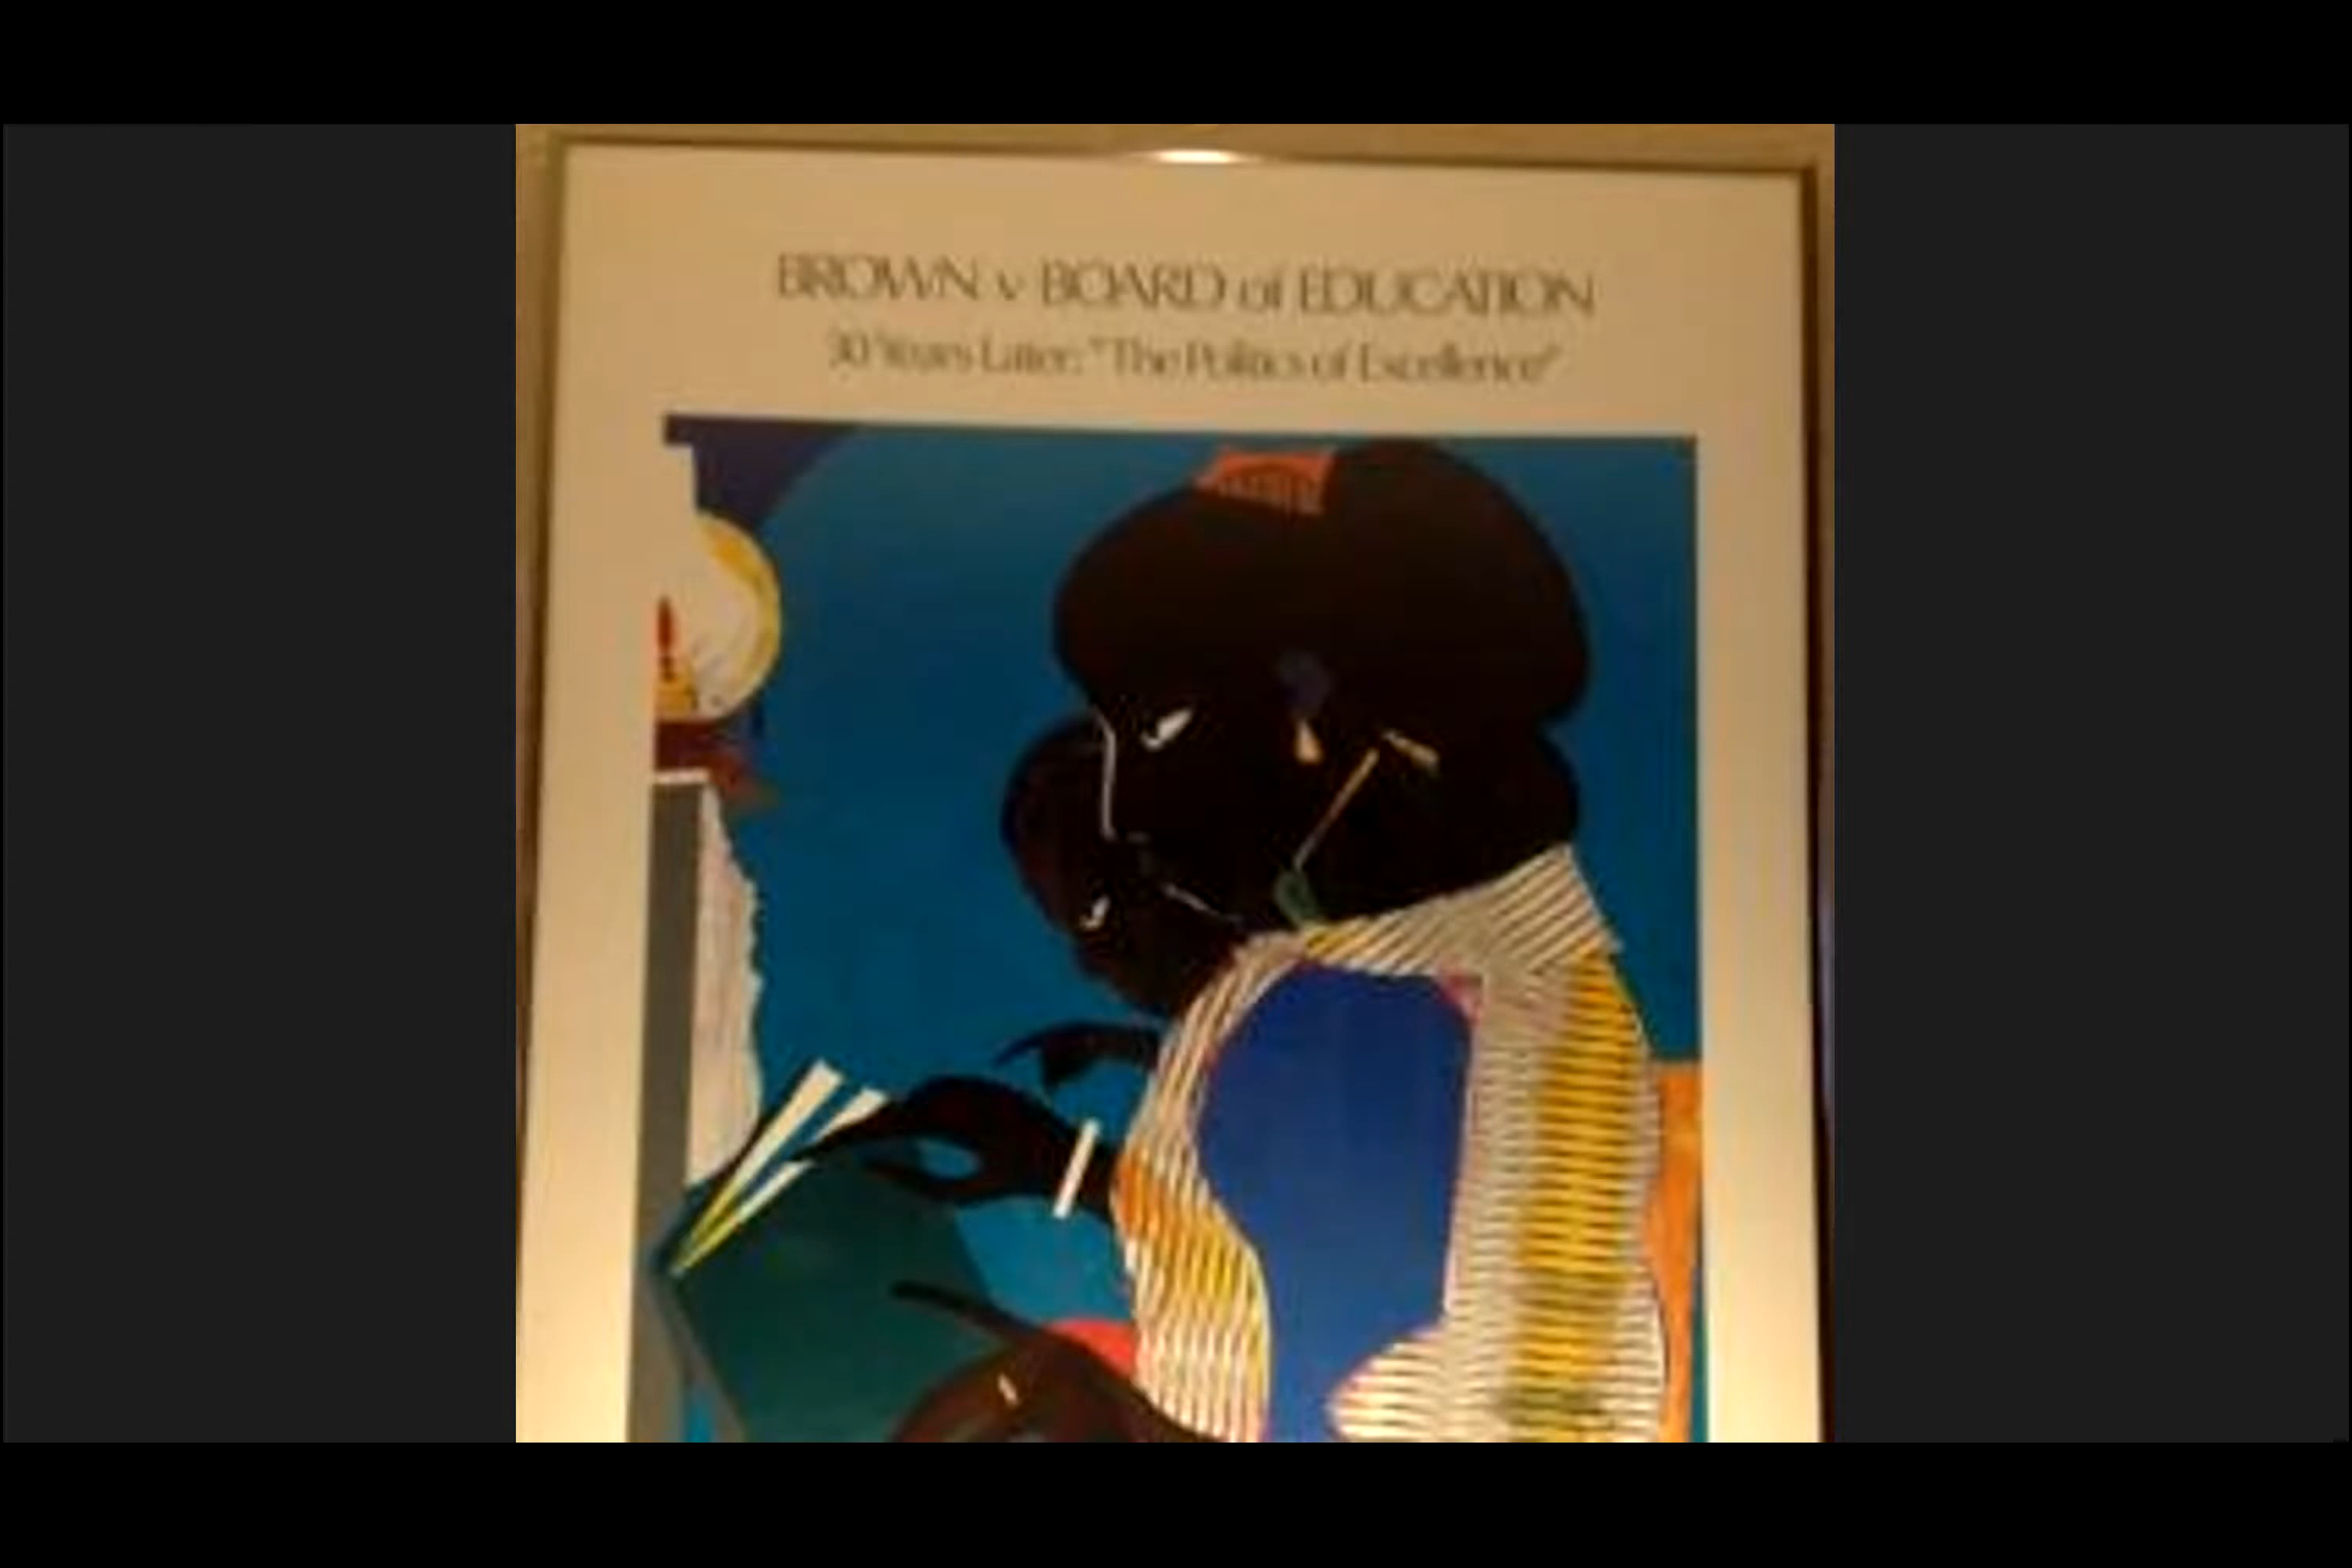 BROWN v BOARD of EDUCATION
30 Years Later: "The Politics of Excellence"